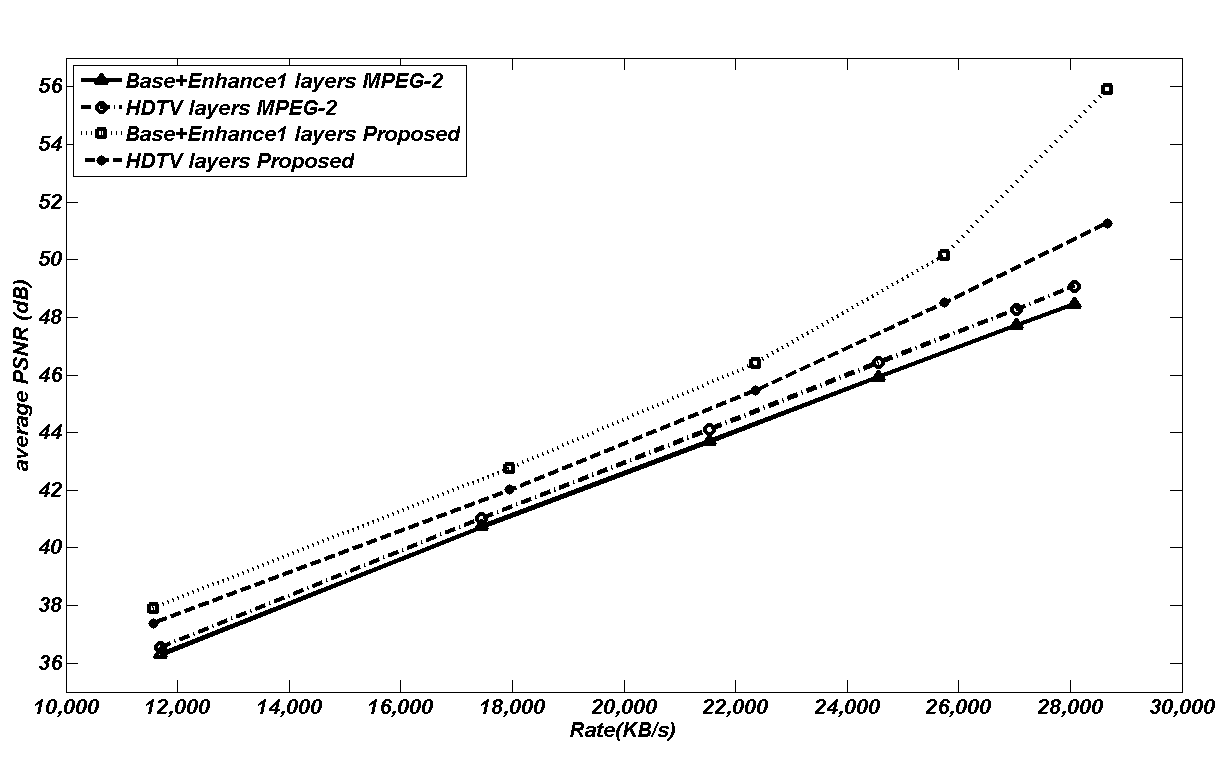 56
54
52
50
48
46
44
42
40
38
36
average PSNR (dB)
Base+Enhance1 layers MPEG-2
HDTV layers MPEG-2
Base+Enhance1 layers Proposed
HDTV layers Proposed
10,000 12,000 14,000 16,000 18,000 20,000 22,000 24,000 26,000 28,000 30,000
Rate(KB/s)